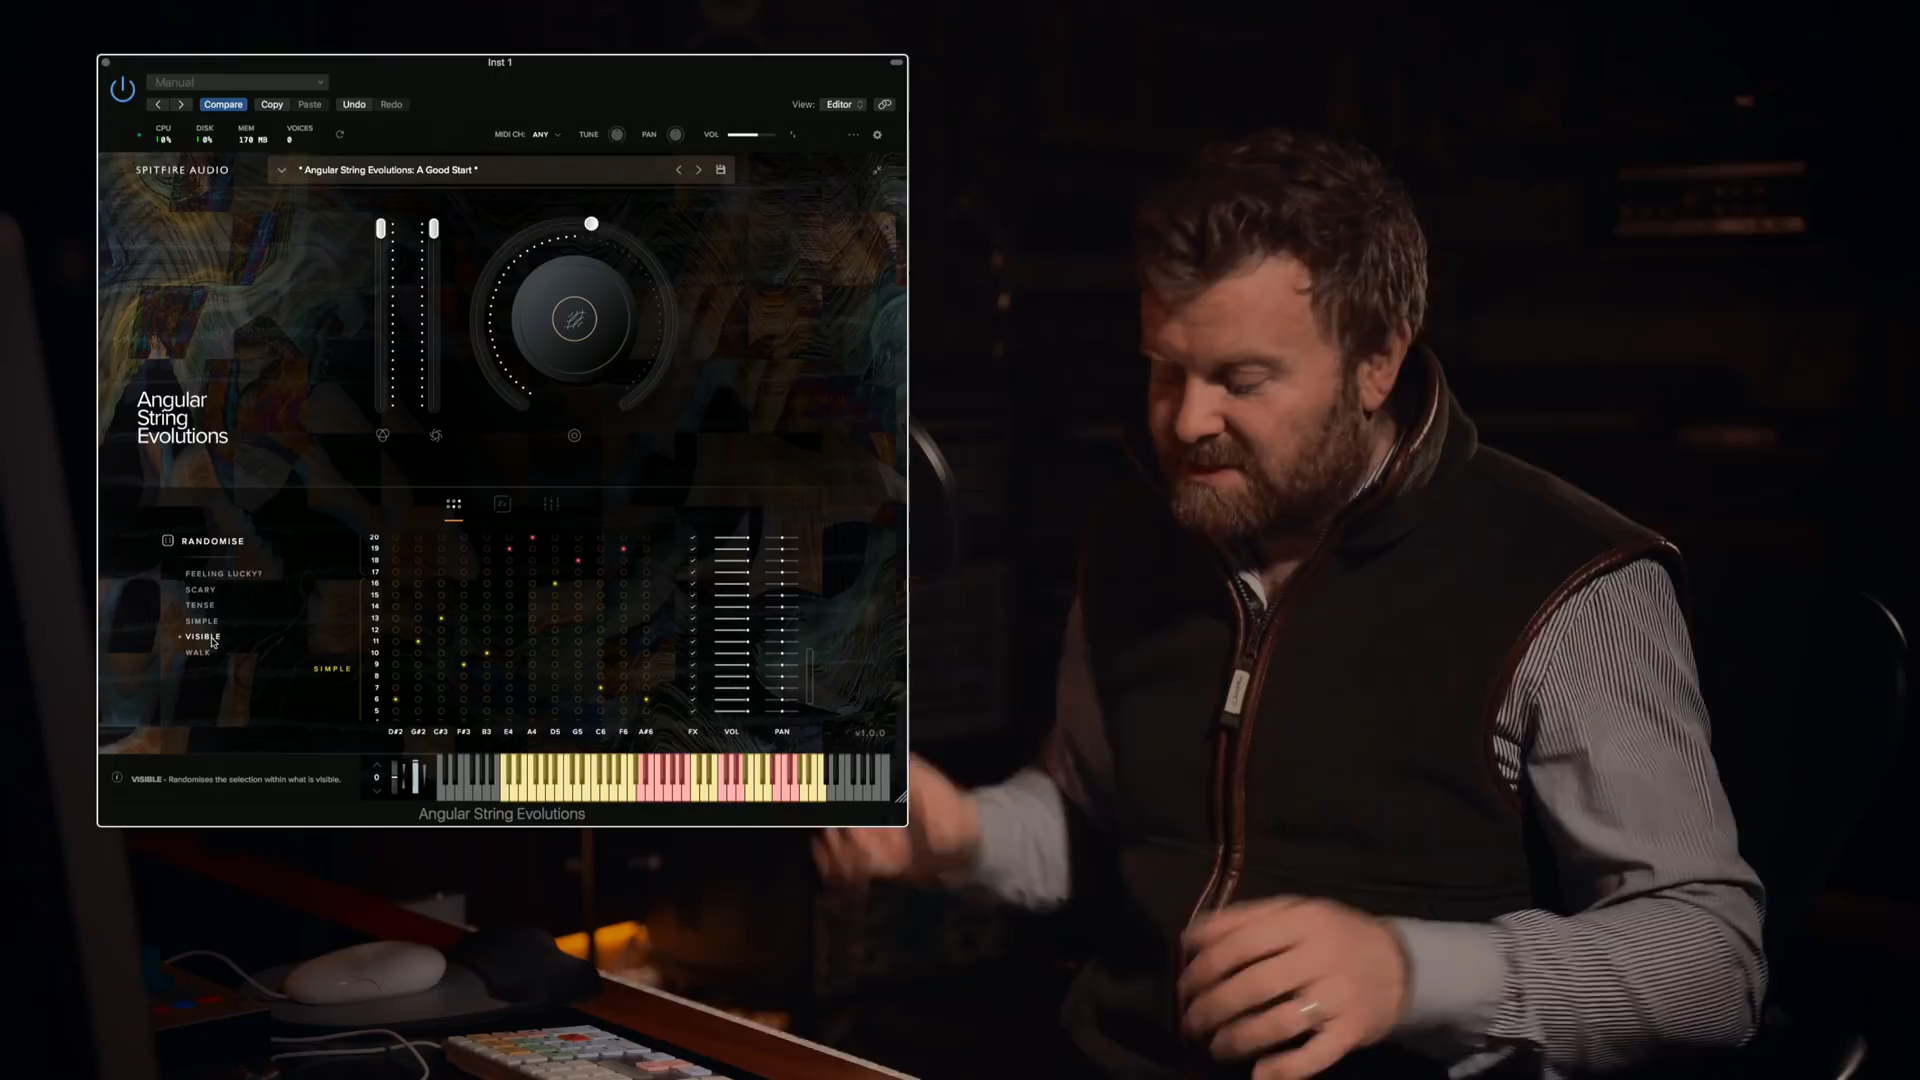 Inst 1
Manual
Compare Copy Paste Undo Redo View: Editor
CPU DISK MEM VOICES
0% 0% 170 MB 0
MIDI CH: ANY TUNE PAN VOL
SPITFIRE AUDIO
* Angular String Evolutions: A Good Start *
Angular
String
Evolutions
RANDOMISE
FEELING LUCKY?
SCARY
TENSE
SIMPLE
VISIBLE
WALK
SIMPLE
20
19
18
17
16
15
14
13
12
11
10
9
8
7
6
5
D#2 G#2 C#3 F#3 B3 E4 A4 D5 G5 C6 F6 A#6 FX VOL PAN
v1.0.0
VISIBLE - Randomises the selection within what is visible.
0
Angular String Evolutions